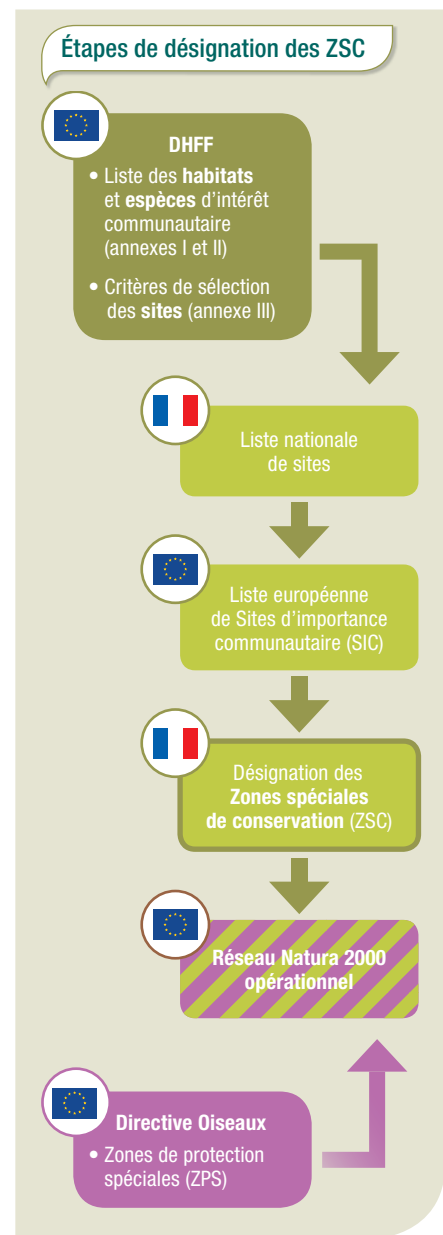 Étapes de désignation des ZSC
DHFF
• Liste des habitats
et espèces d'intérêt
communautaire
(annexes I et II)
• Critères de sélection
des sites (annexe III)
Liste nationale
de sites
Liste européenne
de Sites d'importance
communautaire (SIC)
Désignation des
Zones spéciales
de conservation (ZSC)
Réseau Natura 2000
opérationnel
Directive Oiseaux
• Zones de protection
spéciales (ZPS)